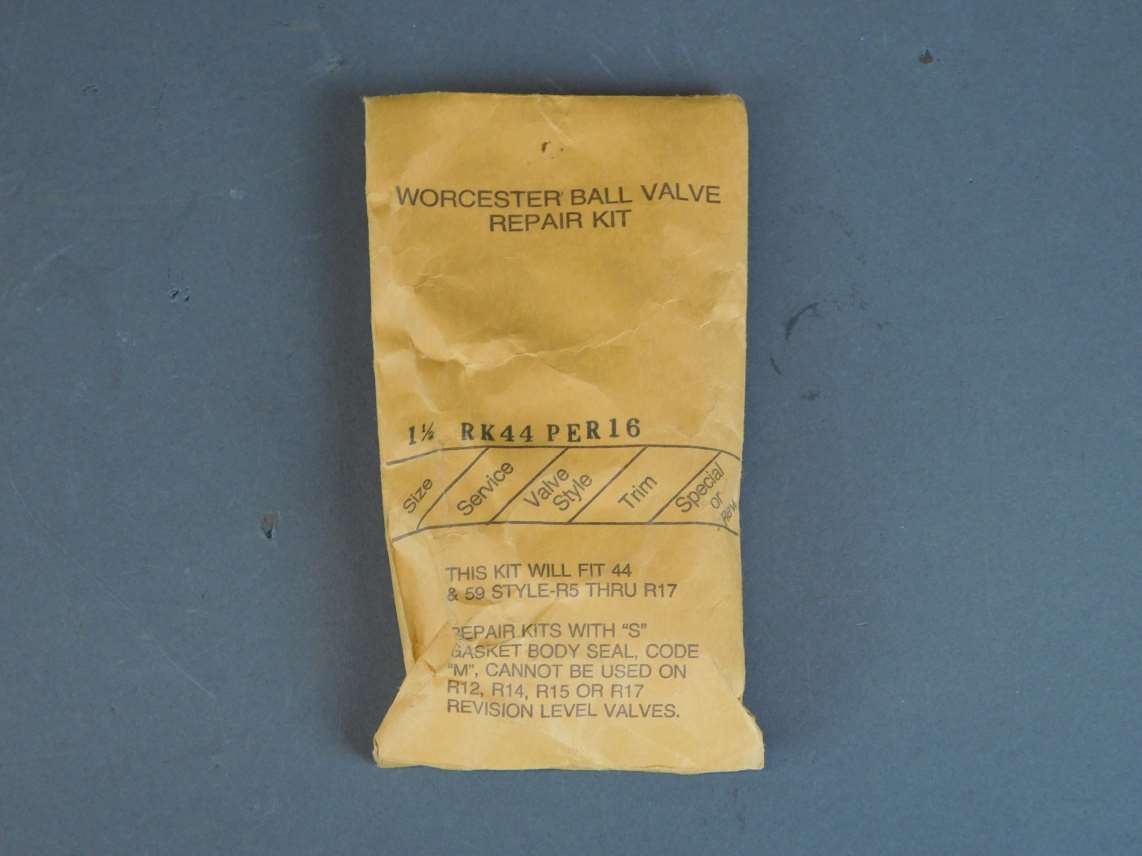 WORCESTER BALL VALVE
REPAIR KIT
1½ RK44 PER16
Size Service Valve Style Trim Special or Rev.
THIS KIT WILL FIT 44
& 59 STYLE-R5 THRU R17
REPAIR KITS WITH "S"
GASKET BODY SEAL, CODE
"M", CANNOT BE USED ON
R12, R14, R15 OR R17
REVISION LEVEL VALVES.